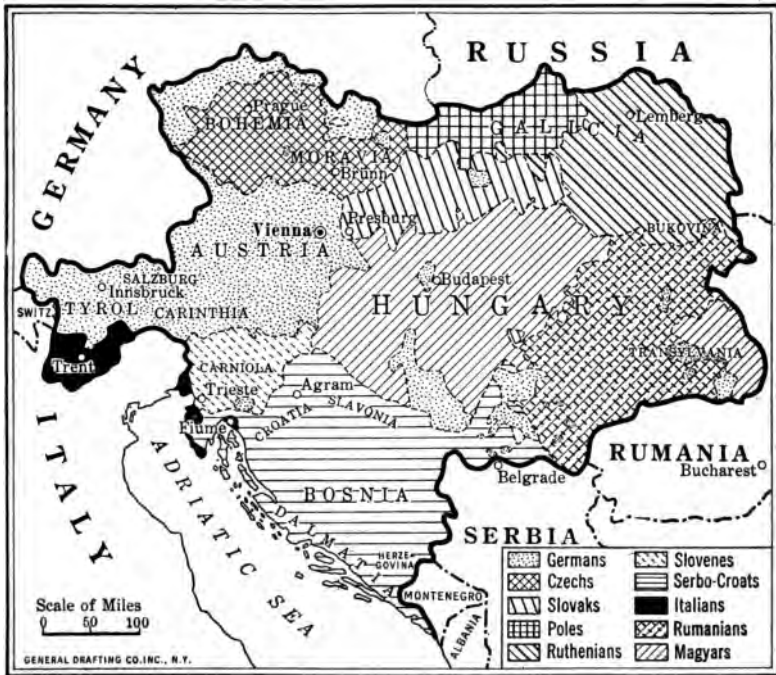 RUSSIA
GERMANY
Prague
BOHEMIA
MORAVIA
Brünn
GALICIA
Lemberg
Presburg
Vienna
AUSTRIA
BUKOVINA
SALZBURG
Innsbruck
TYROL
CARINTHIA
Budapest
HUNGARY
SWITZ.
Trent
CARNIOLA
Trieste
Agram
TRANSYLVANIA
Fiume
CROATIA
SLAVONIA
ITALY
ADRIATIC SEA
BOSNIA
Belgrade
RUMANIA
Bucharest
DALMATIA
SERBIA
HERZE-
GOVINA
MONTENEGRO
ALBANIA
Germans
Czechs
Slovaks
Poles
Ruthenians
Slovenes
Serbo-Croats
Italians
Rumanians
Magyars
Scale of Miles
0 50 100
GENERAL DRAFTING CO.INC., N.Y.